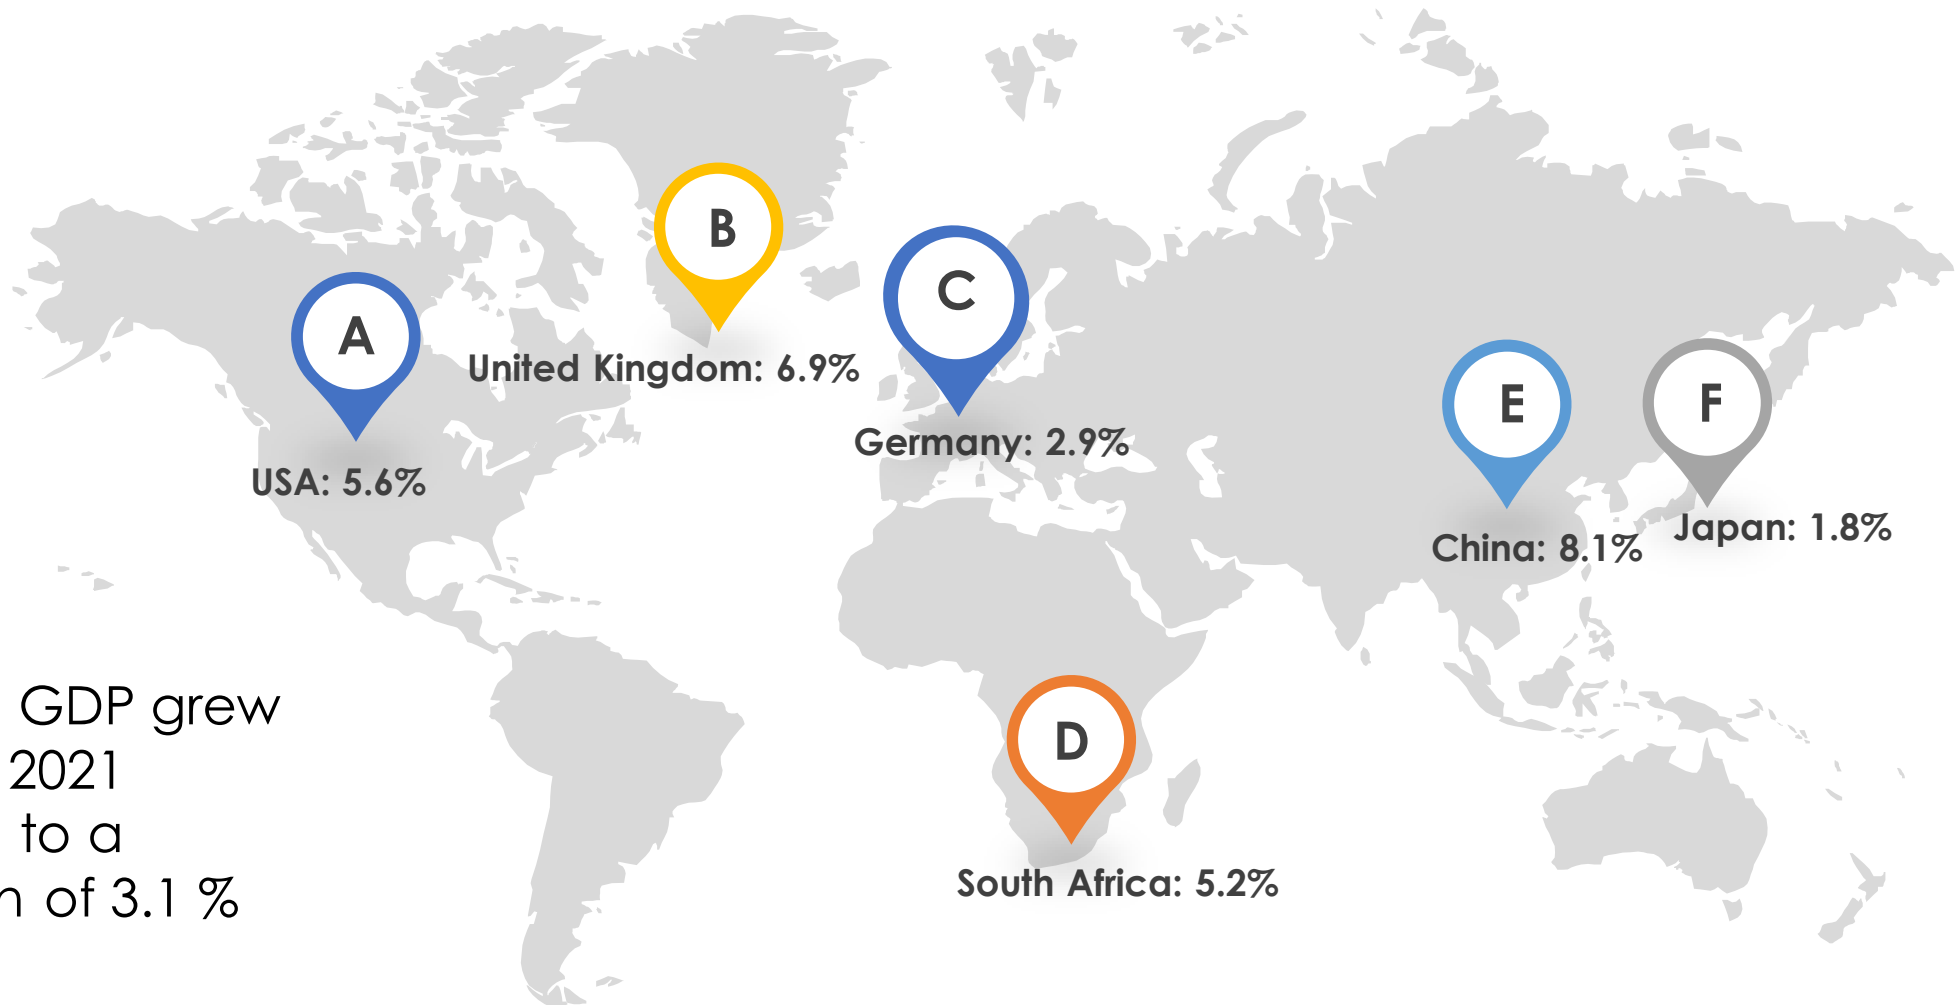 B
C
A
E
F
United Kingdom: 6.9%
Germany: 2.9%
USA: 5.6%
Japan: 1.8%
China: 8.1%
GDP grew
2021
to a
of 3.1 %
D
South Africa: 5.2%